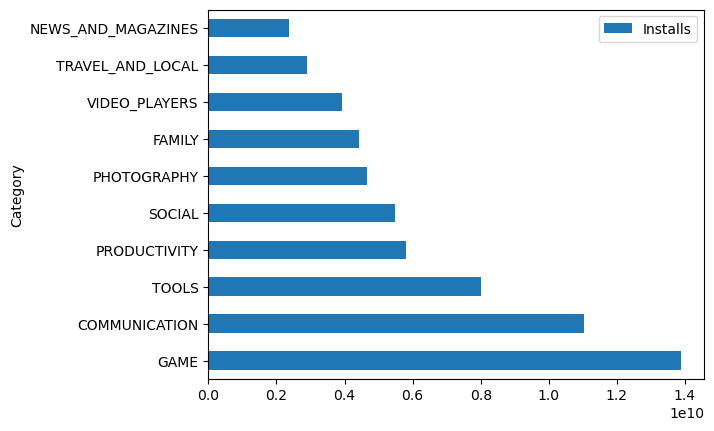 Installs
NEWS_AND_MAGAZINES
TRAVEL_AND_LOCAL
VIDEO_PLAYERS
FAMILY
PHOTOGRAPHY
SOCIAL
PRODUCTIVITY
TOOLS
COMMUNICATION
GAME
Category
0.0 0.2 0.4 0.6 0.8 1.0 1.2 1.4
1e10